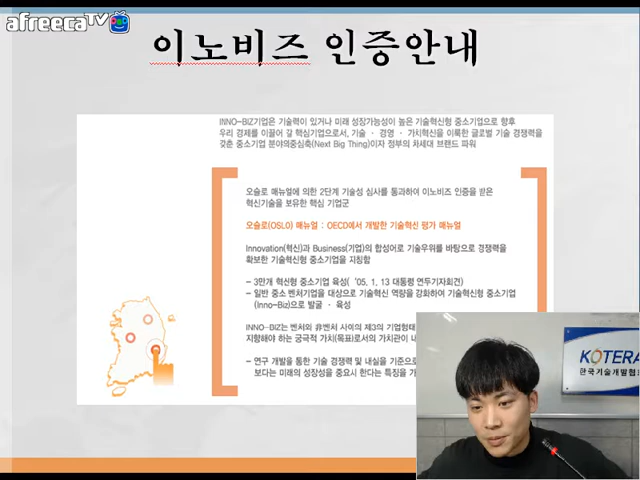 afreecaTV
이노비즈 인증안내
INNO-BIZ기업은 기술력이 있거나 미래 성장가능성이 높은 기술혁신형 중소기업으로 향후
우리 경제를 이끌어 갈 핵심기업으로서, 기술 · 경영 · 가치혁신을 이룩한 글로벌 기술 경쟁력을
갖춘 중소기업 분야의중심축(Next Big Thing)이자 정부의 차세대 브랜드 파워
오슬로 매뉴얼에 의한 2단계 기술성 심사를 통과하여 이노비즈 인증을 받은
혁신기술을 보유한 핵심 기업군
오슬로(OSLO) 매뉴얼 : OECD에서 개발한 기술혁신 평가 매뉴얼
Innovation(혁신)과 Business(기업)의 합성어로 기술우위를 바탕으로 경쟁력을
확보한 기술혁신형 중소기업을 지칭함
- 3만개 혁신형 중소기업 육성( '05, 1, 13 대통령 연두기자회견)
- 일반 중소 벤처기업을 대상으로 기술혁신 역량을 강화하여 기술혁신형 중소기업
(Inno-Biz)으로 발굴 · 육성
INNO-BIZ는 벤처와 非벤처 사이의 제3의 기업형태
지향해야 하는 궁극적 가치(목표)로서의 가치관이 내
- 연구 개발을 통한 기술 경쟁력 및 내실을 기준으로
보다는 미래의 성장성을 중요시 한다는 특징을 가
KOTERA
한국기술개발협